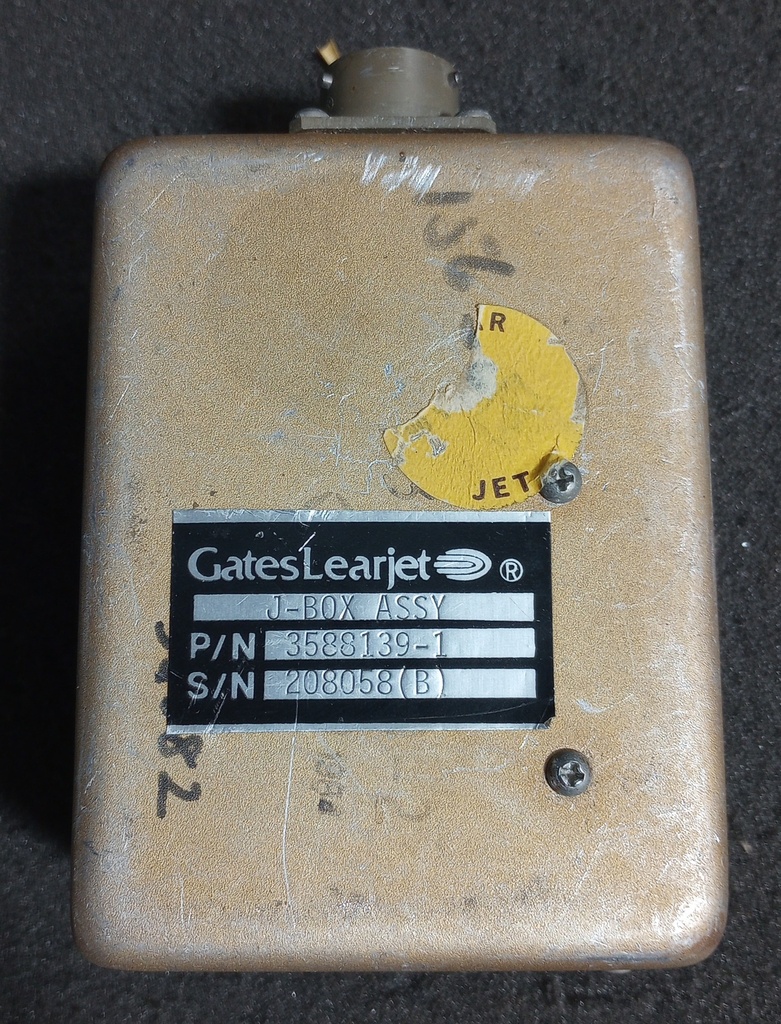 R
JET
GatesLearjet ®
J-BOX ASSY
P/N 3588139-1
S/N 208058(B)